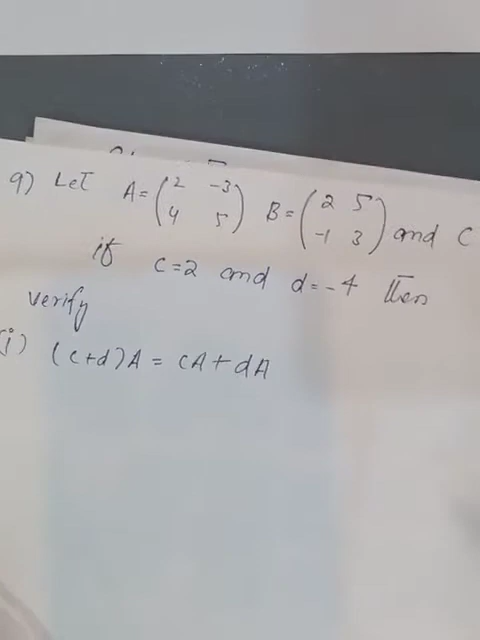 9) Let A = (2 -3 4 5) B = (2 5 -1 3) and C
if c=2 and d=-4 then
verify
(i) (c+d)A = cA + dA